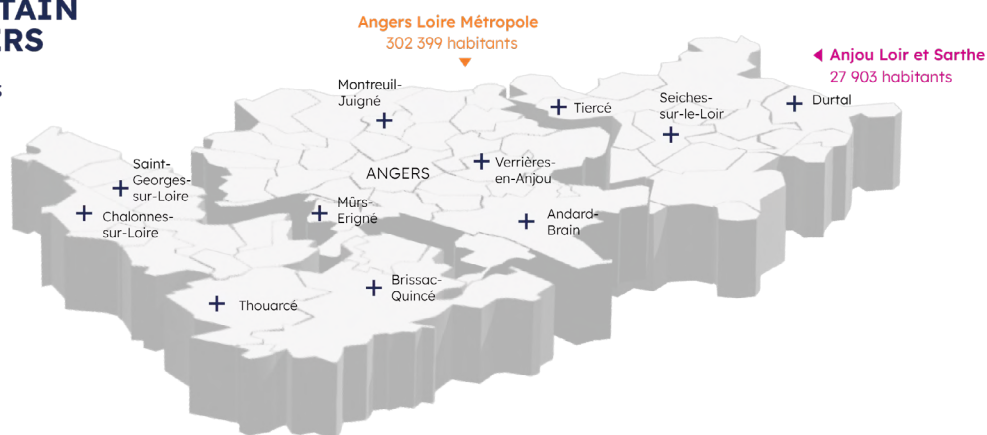 TAIN
ERS
s
Angers Loire Métropole
302 399 habitants
Anjou Loir et Sarthe
27 903 habitants
Montreuil-
Juigné
Tiercé
Seiches-
sur-le-Loir
Durtal
Saint-
Georges-
sur-Loire
ANGERS
Verrières-
en-Anjou
Chalonnes-
sur-Loire
Mûrs-
Erigné
Andard-
Brain
Thouarcé
Brissac-
Quincé